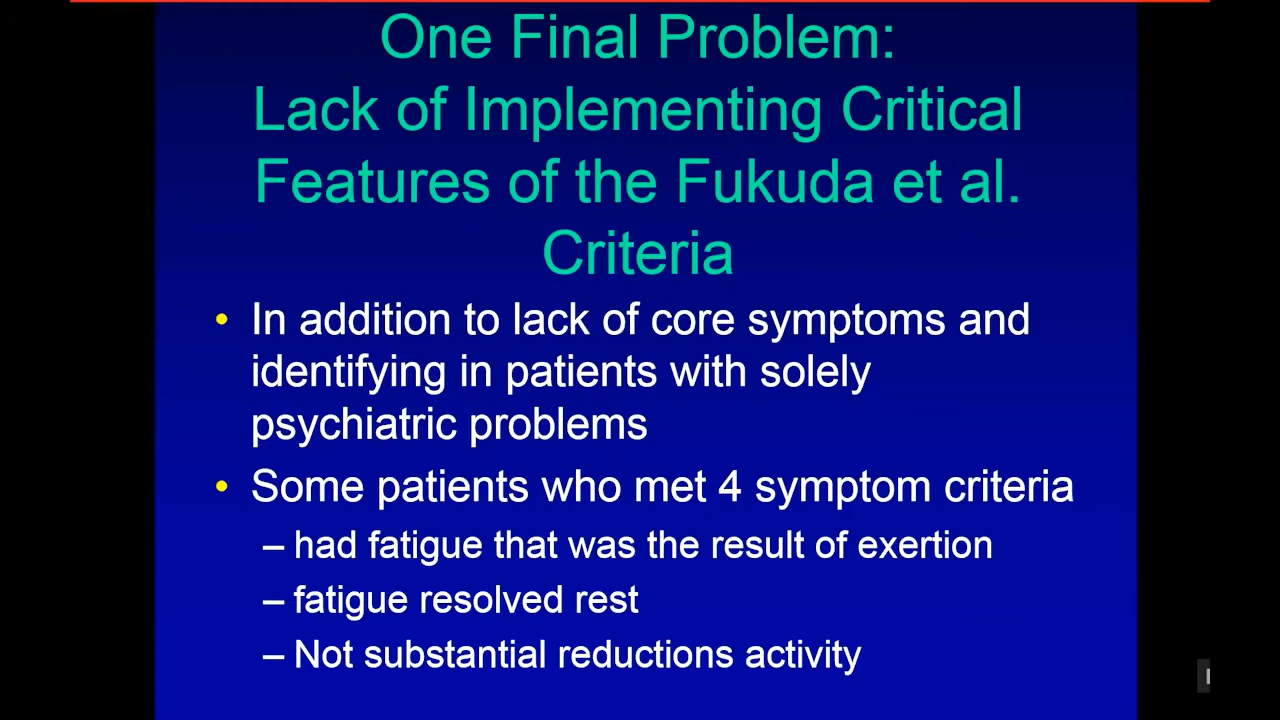 One Final Problem:
Lack of Implementing Critical
Features of the Fukuda et al.
Criteria
• In addition to lack of core symptoms and
identifying in patients with solely
psychiatric problems
• Some patients who met 4 symptom criteria
– had fatigue that was the result of exertion
– fatigue resolved rest
– Not substantial reductions activity